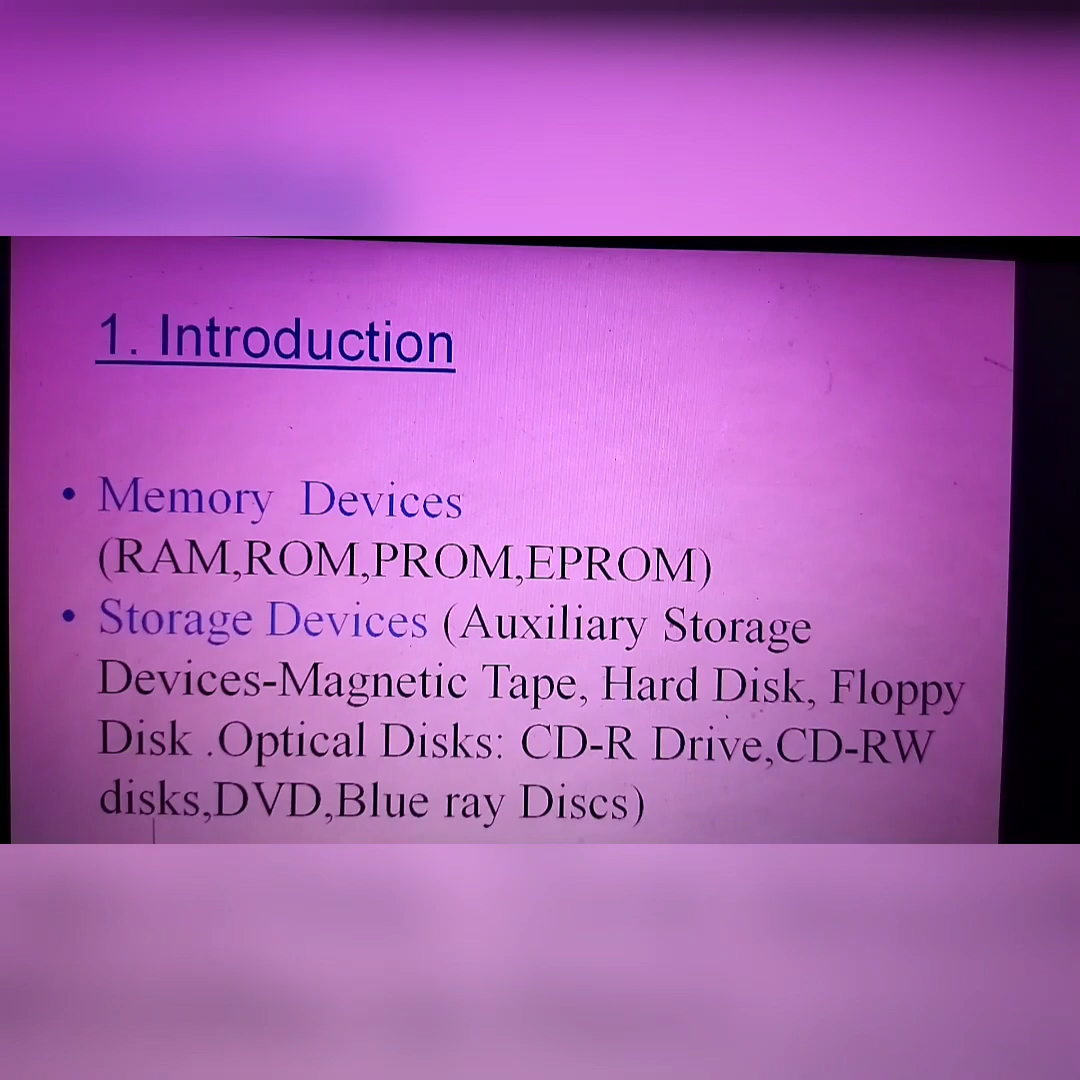 1. Introduction
• Memory Devices
(RAM,ROM,PROM,EPROM)
• Storage Devices (Auxiliary Storage
Devices-Magnetic Tape, Hard Disk, Floppy
Disk .Optical Disks: CD-R Drive,CD-RW
disks,DVD,Blue ray Discs)